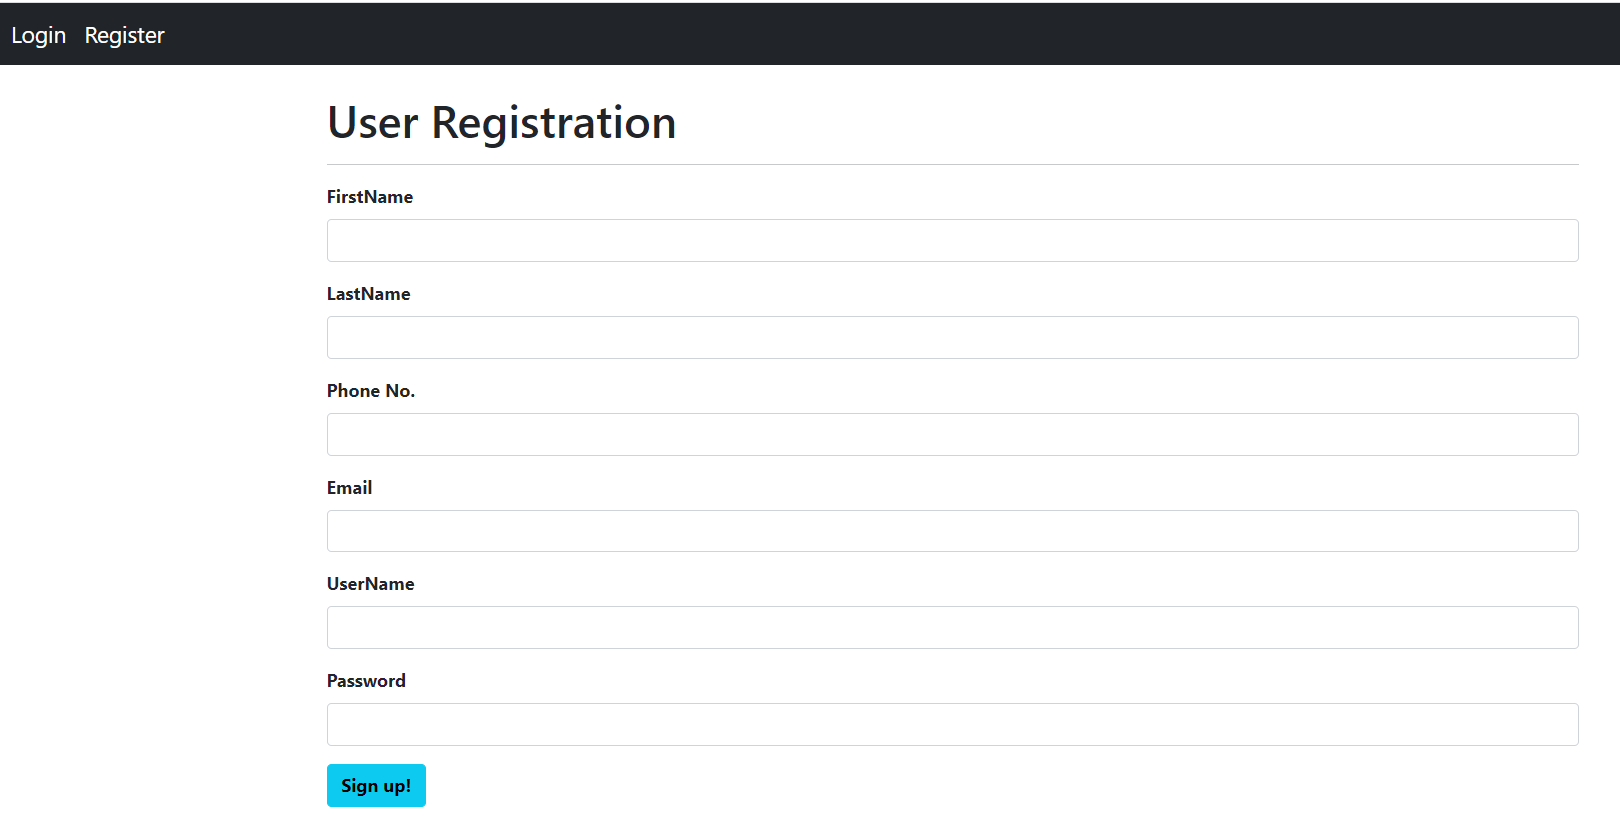 Login Register
User Registration
FirstName
LastName
Phone No.
Email
UserName
Password
Sign up!